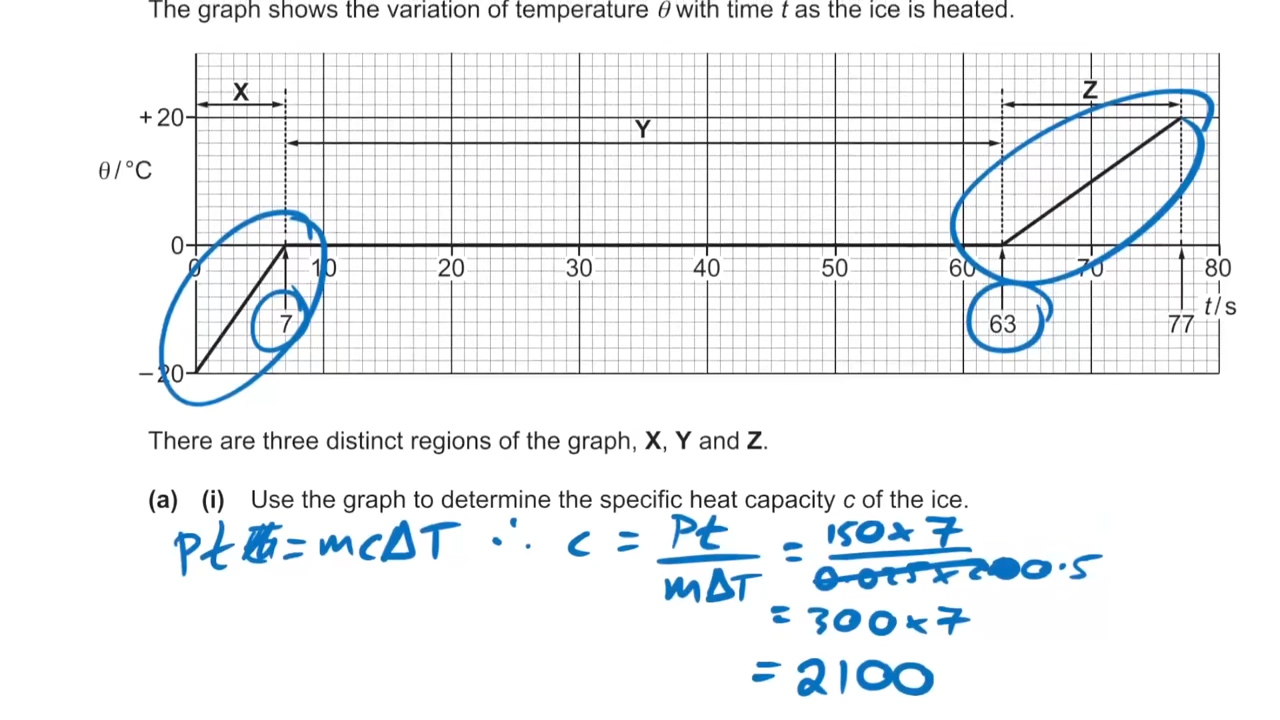 The graph shows the variation of temperature θ with time t as the ice is heated.
X
Z
+20
Y
θ/°C
0
0 10 20 30 40 50 60 70 80
t/s
7 63 77
−20
There are three distinct regions of the graph, X, Y and Z.
(a) (i) Use the graph to determine the specific heat capacity c of the ice.
Pt = mcΔT ∴ c = Pt / mΔT = 150 x 7 / 0.025 x 20 0.5
= 300 x 7
= 2100